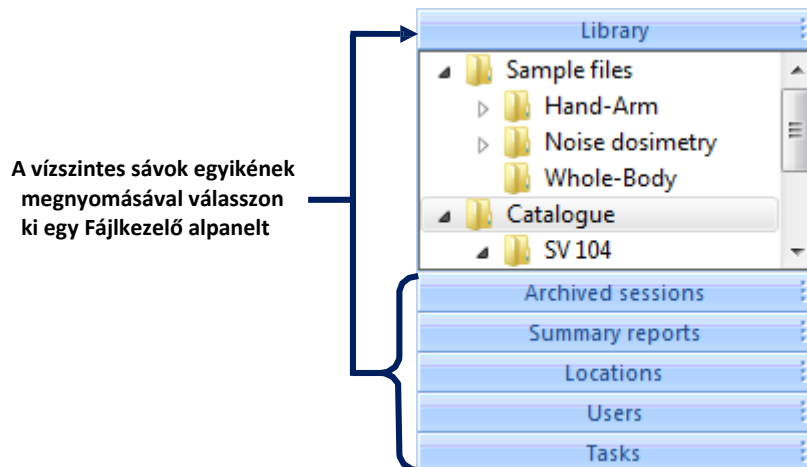 Library
Sample files
Hand-Arm
Noise dosimetry
Whole-Body
Catalogue
SV 104
A vízszintes sávok egyikének
megnyomásával válasszon
ki egy Fájlkezelő alpanelt
Archived sessions
Summary reports
Locations
Users
Tasks